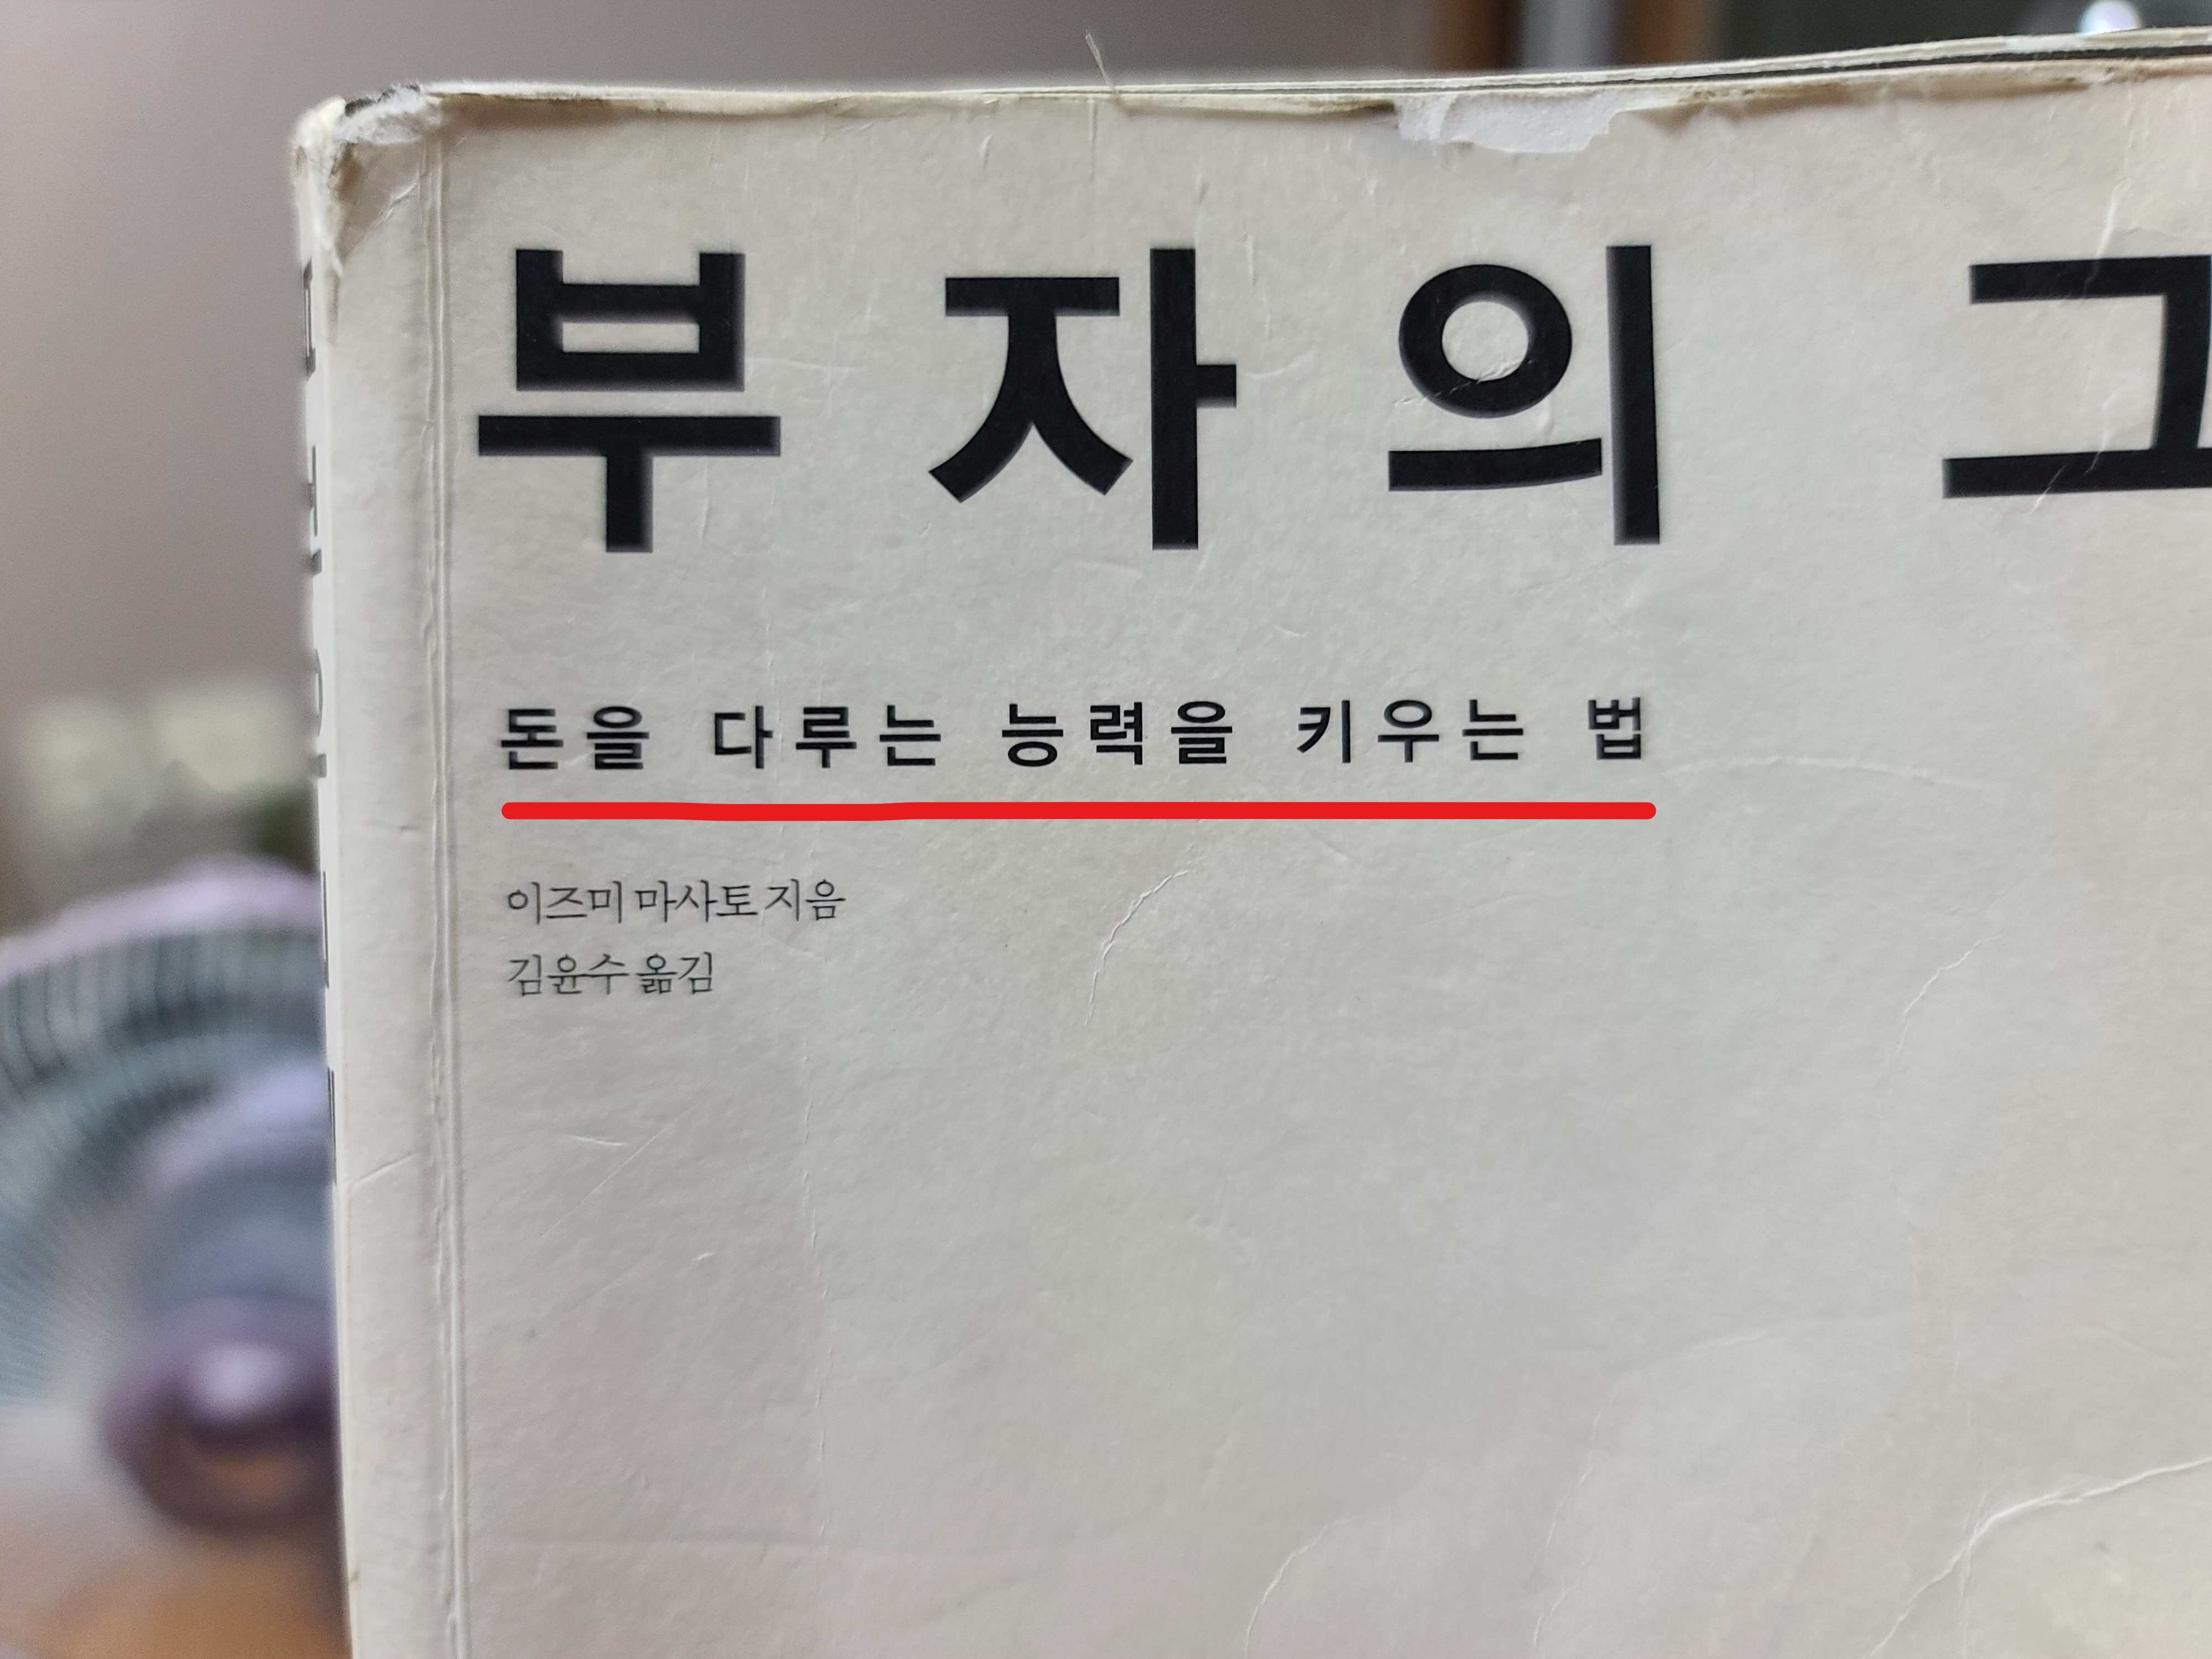 부자의 그
돈을 다루는 능력을 키우는 법
이즈미 마사토 지음
김윤수 옮김